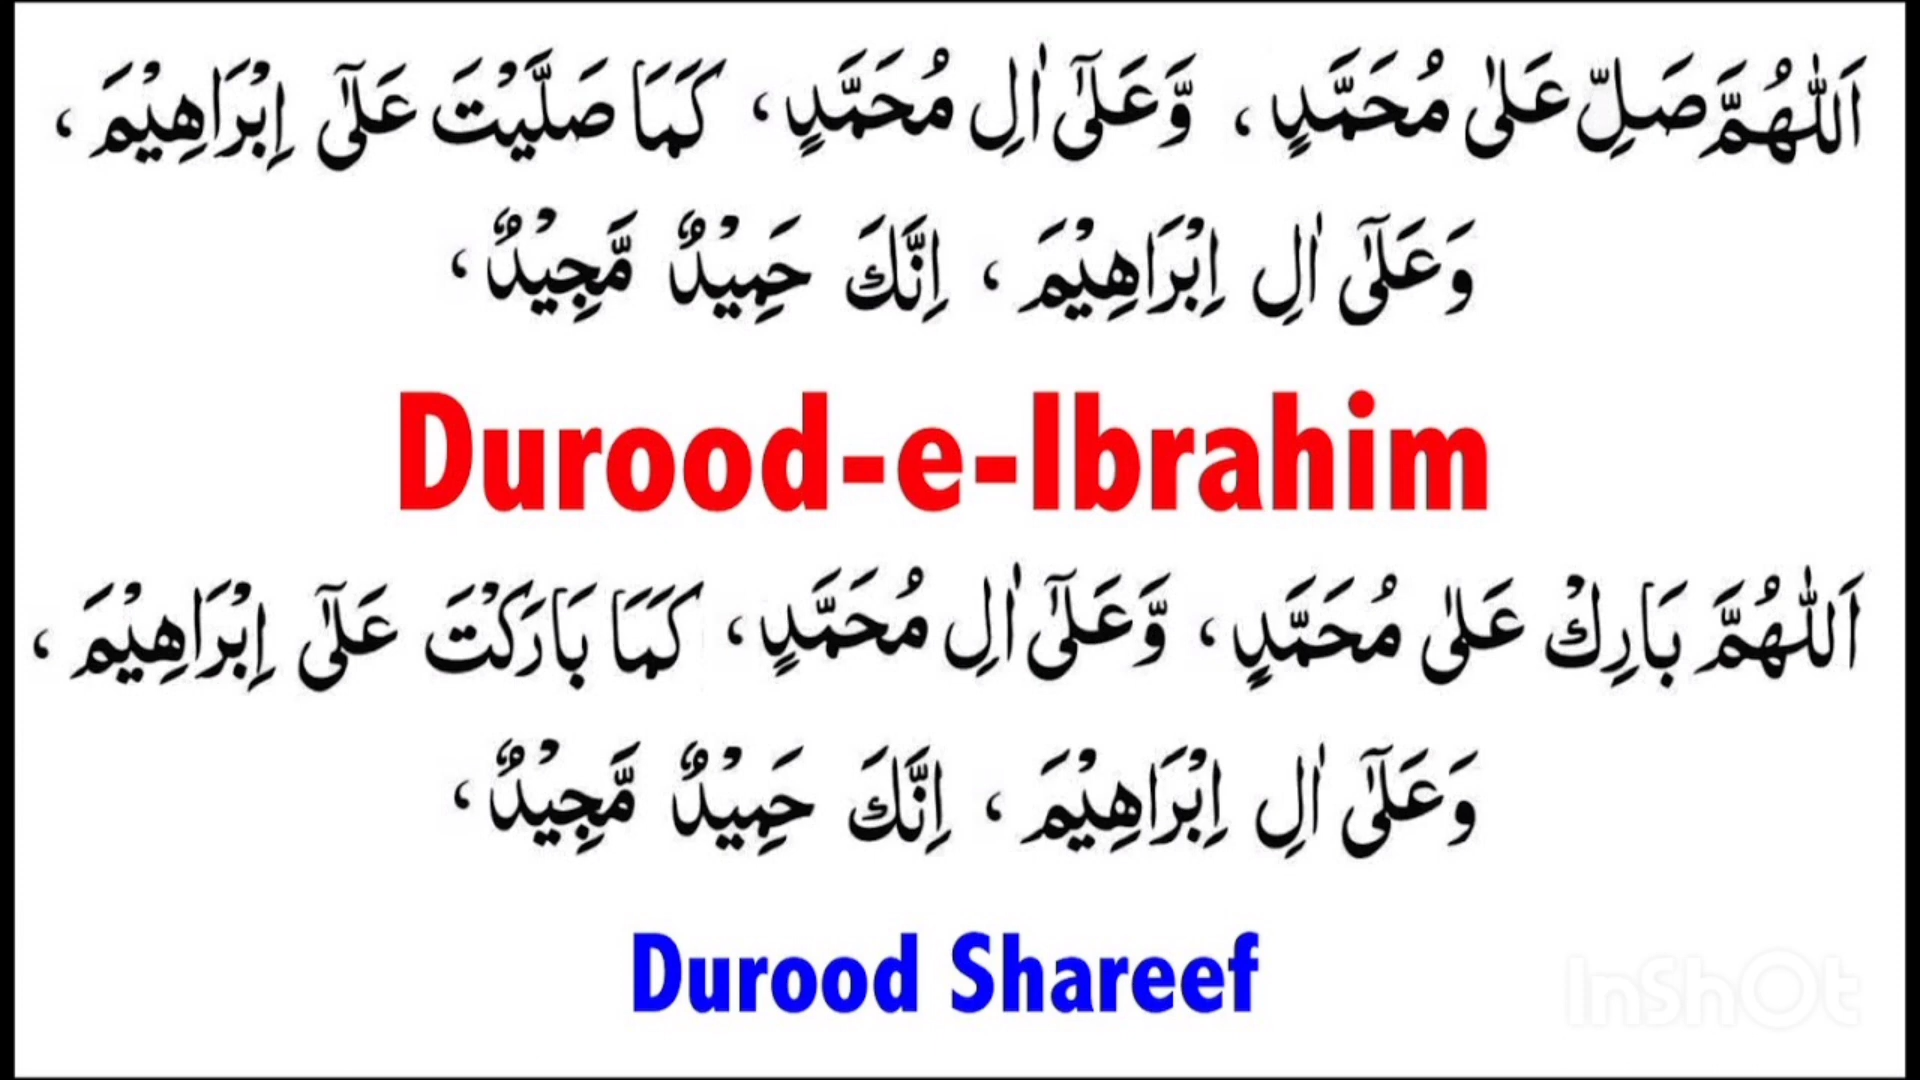 اَللّٰهُمَّ صَلِّ عَلٰی مُحَمَّدٍ، وَّعَلٰۤی اٰلِ مُحَمَّدٍ، كَمَا صَلَّيْتَ عَلٰۤی اِبْرَاهِيْمَ،
وَعَلٰۤی اٰلِ اِبْرَاهِيْمَ، اِنَّكَ حَمِيْدٌ مَّجِيْدٌ،
Durood-e-Ibrahim
اَللّٰهُمَّ بَارِكْ عَلٰی مُحَمَّدٍ، وَّعَلٰۤی اٰلِ مُحَمَّدٍ، كَمَا بَارَكْتَ عَلٰۤی اِبْرَاهِيْمَ،
وَعَلٰۤی اٰلِ اِبْرَاهِيْمَ، اِنَّكَ حَمِيْدٌ مَّجِيْدٌ،
Durood Shareef
InShOt